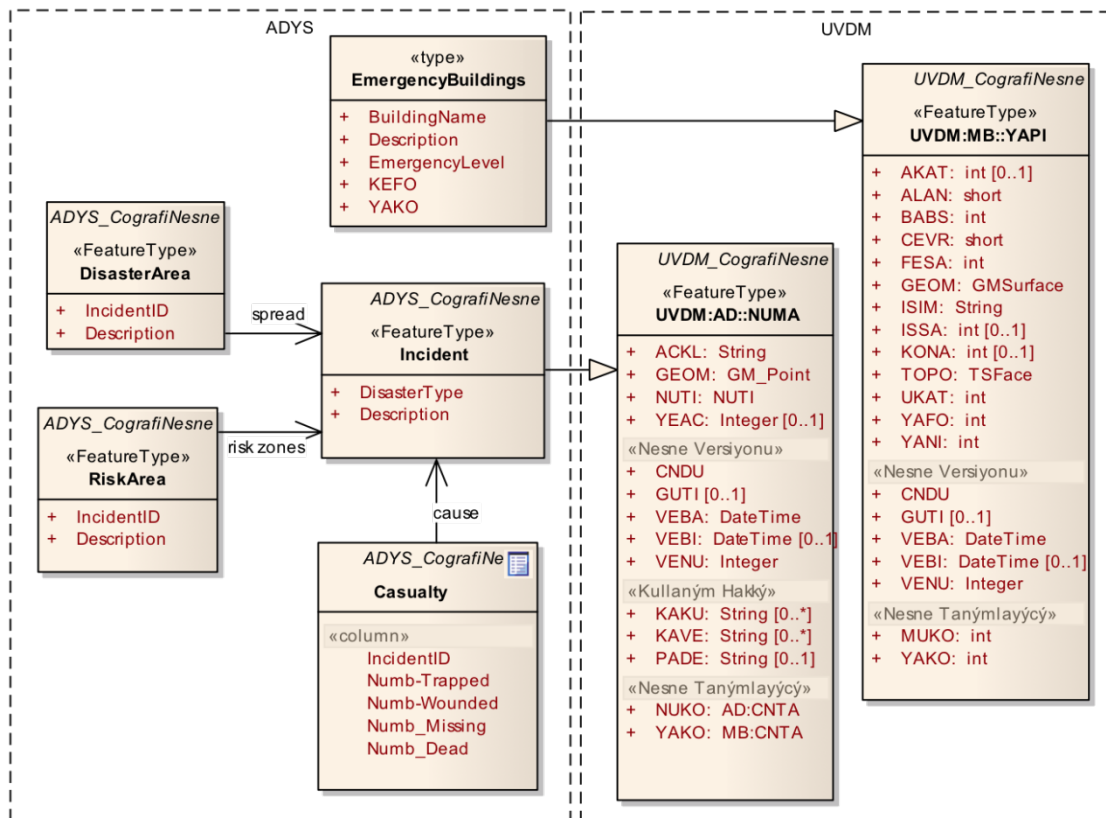 ADYS
«type»
EmergencyBuildings
+ BuildingName
+ Description
+ EmergencyLevel
+ KEFO
+ YAKO
ADYS_CografiNesne
«FeatureType»
DisasterArea
+ IncidentID
+ Description
spread
ADYS_CografiNesne
«FeatureType»
Incident
+ DisasterType
+ Description
ADYS_CografiNesne
«FeatureType»
RiskArea
+ IncidentID
+ Description
risk zones
cause
ADYS_CografiNe
Casualty
«column»
IncidentID
Numb-Trapped
Numb-Wounded
Numb_Missing
Numb_Dead
UVDM
UVDM_CografiNesne
«FeatureType»
UVDM:AD::NUMA
+ ACKL: String
+ GEOM: GM_Point
+ NUTI: NUTI
+ YEAC: Integer [0..1]
«Nesne Versiyonu»
+ CNDU
+ GUTI [0..1]
+ VEBA: DateTime
+ VEBI: DateTime [0..1]
+ VENU: Integer
«Kullaným Hakký»
+ KAKU: String [0..*]
+ KAVE: String [0..*]
+ PADE: String [0..1]
«Nesne Tanýmlayýcý»
+ NUKO: AD:CNTA
+ YAKO: MB:CNTA
UVDM_CografiNesne
«FeatureType»
UVDM:MB::YAPI
+ AKAT: int [0..1]
+ ALAN: short
+ BABS: int
+ CEVR: short
+ FESA: int
+ GEOM: GMSurface
+ ISIM: String
+ ISSA: int [0..1]
+ KONA: int [0..1]
+ TOPO: TSFace
+ UKAT: int
+ YAFO: int
+ YANI: int
«Nesne Versiyonu»
+ CNDU
+ GUTI [0..1]
+ VEBA: DateTime
+ VEBI: DateTime [0..1]
+ VENU: Integer
«Nesne Tanýmlayýcý»
+ MUKO: int
+ YAKO: int